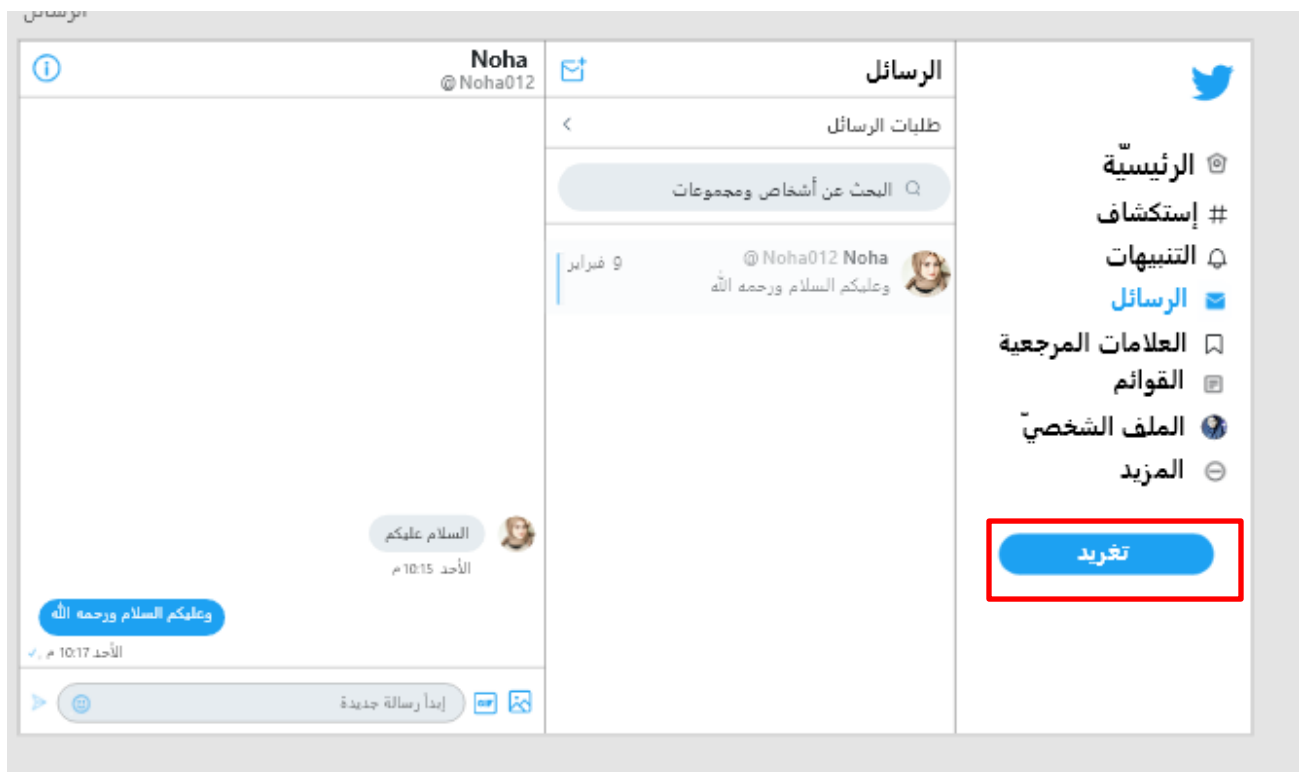 الرسائل
الرئيسيّة
إستكشاف
التنبيهات
الرسائل
العلامات المرجعية
القوائم
الملف الشخصيّ
المزيد
تغريد
الرسائل
طلبات الرسائل
البحث عن أشخاص ومجموعات
Noha @Noha012
9 فبراير
وعليكم السلام ورحمه الله
Noha
@Noha012
السلام عليكم
الأحد 10:15 م
وعليكم السلام ورحمه الله
الأحد 10:17 م
GIF
إبدأ رسالة جديدة